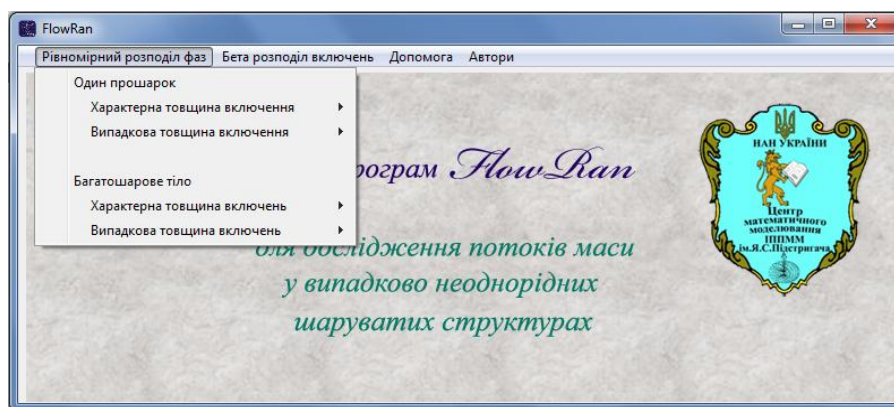 FlowRan
Рівномірний розподіл фаз Бета розподіл включень Допомога Автори
Один прошарок
Характерна товщина включення
Випадкова товщина включення
Багатошарове тіло
Характерна товщина включень
Випадкова товщина включень
ограм FlowRan
для дослідження потоків маси
у випадково неоднорідних
шаруватих структурах
НАН УКРАЇНИ
Центр
математичного
моделювання
ІППММ
ім.Я.С.Підстригача